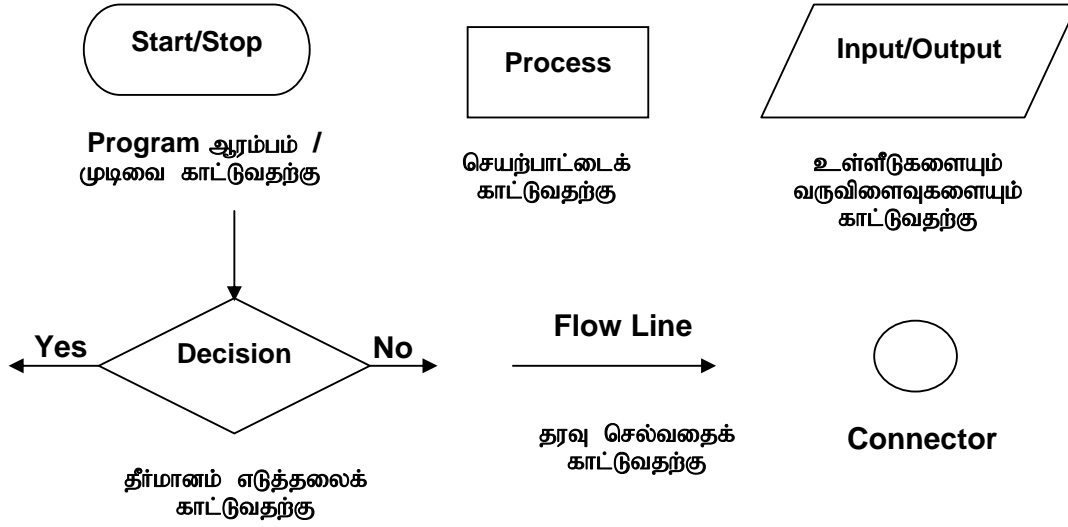 Start/Stop
Process
Input/Output
Program ஆரம்பம் /
முடிவை காட்டுவதற்கு
செயற்பாட்டைக்
காட்டுவதற்கு
உள்ளீடுகளையும்
வருவிளைவுகளையும்
காட்டுவதற்கு
Yes
Decision
No
Flow Line
தரவு செல்வதைக்
காட்டுவதற்கு
Connector
தீர்மானம் எடுத்தலைக்
காட்டுவதற்கு